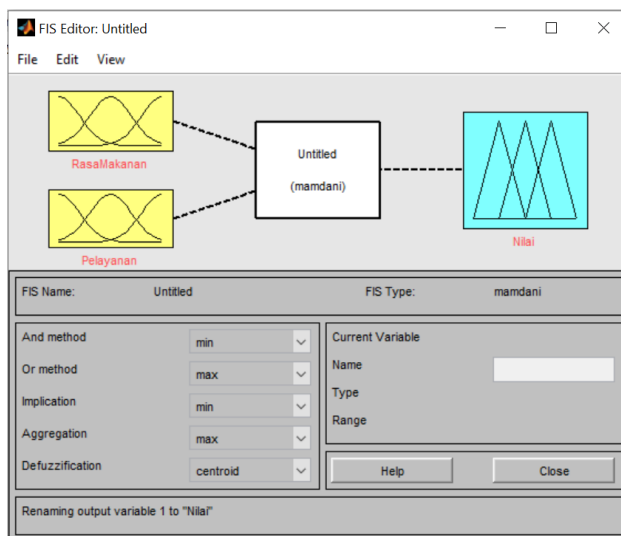 FIS Editor: Untitled
File Edit View
RasaMakanan
Untitled
(mamdani)
Nilai
Pelayanan
FIS Name: Untitled FIS Type: mamdani
And method min
Or method max
Implication min
Aggregation max
Defuzzification centroid
Current Variable
Name
Type
Range
Help Close
Renaming output variable 1 to "Nilai"